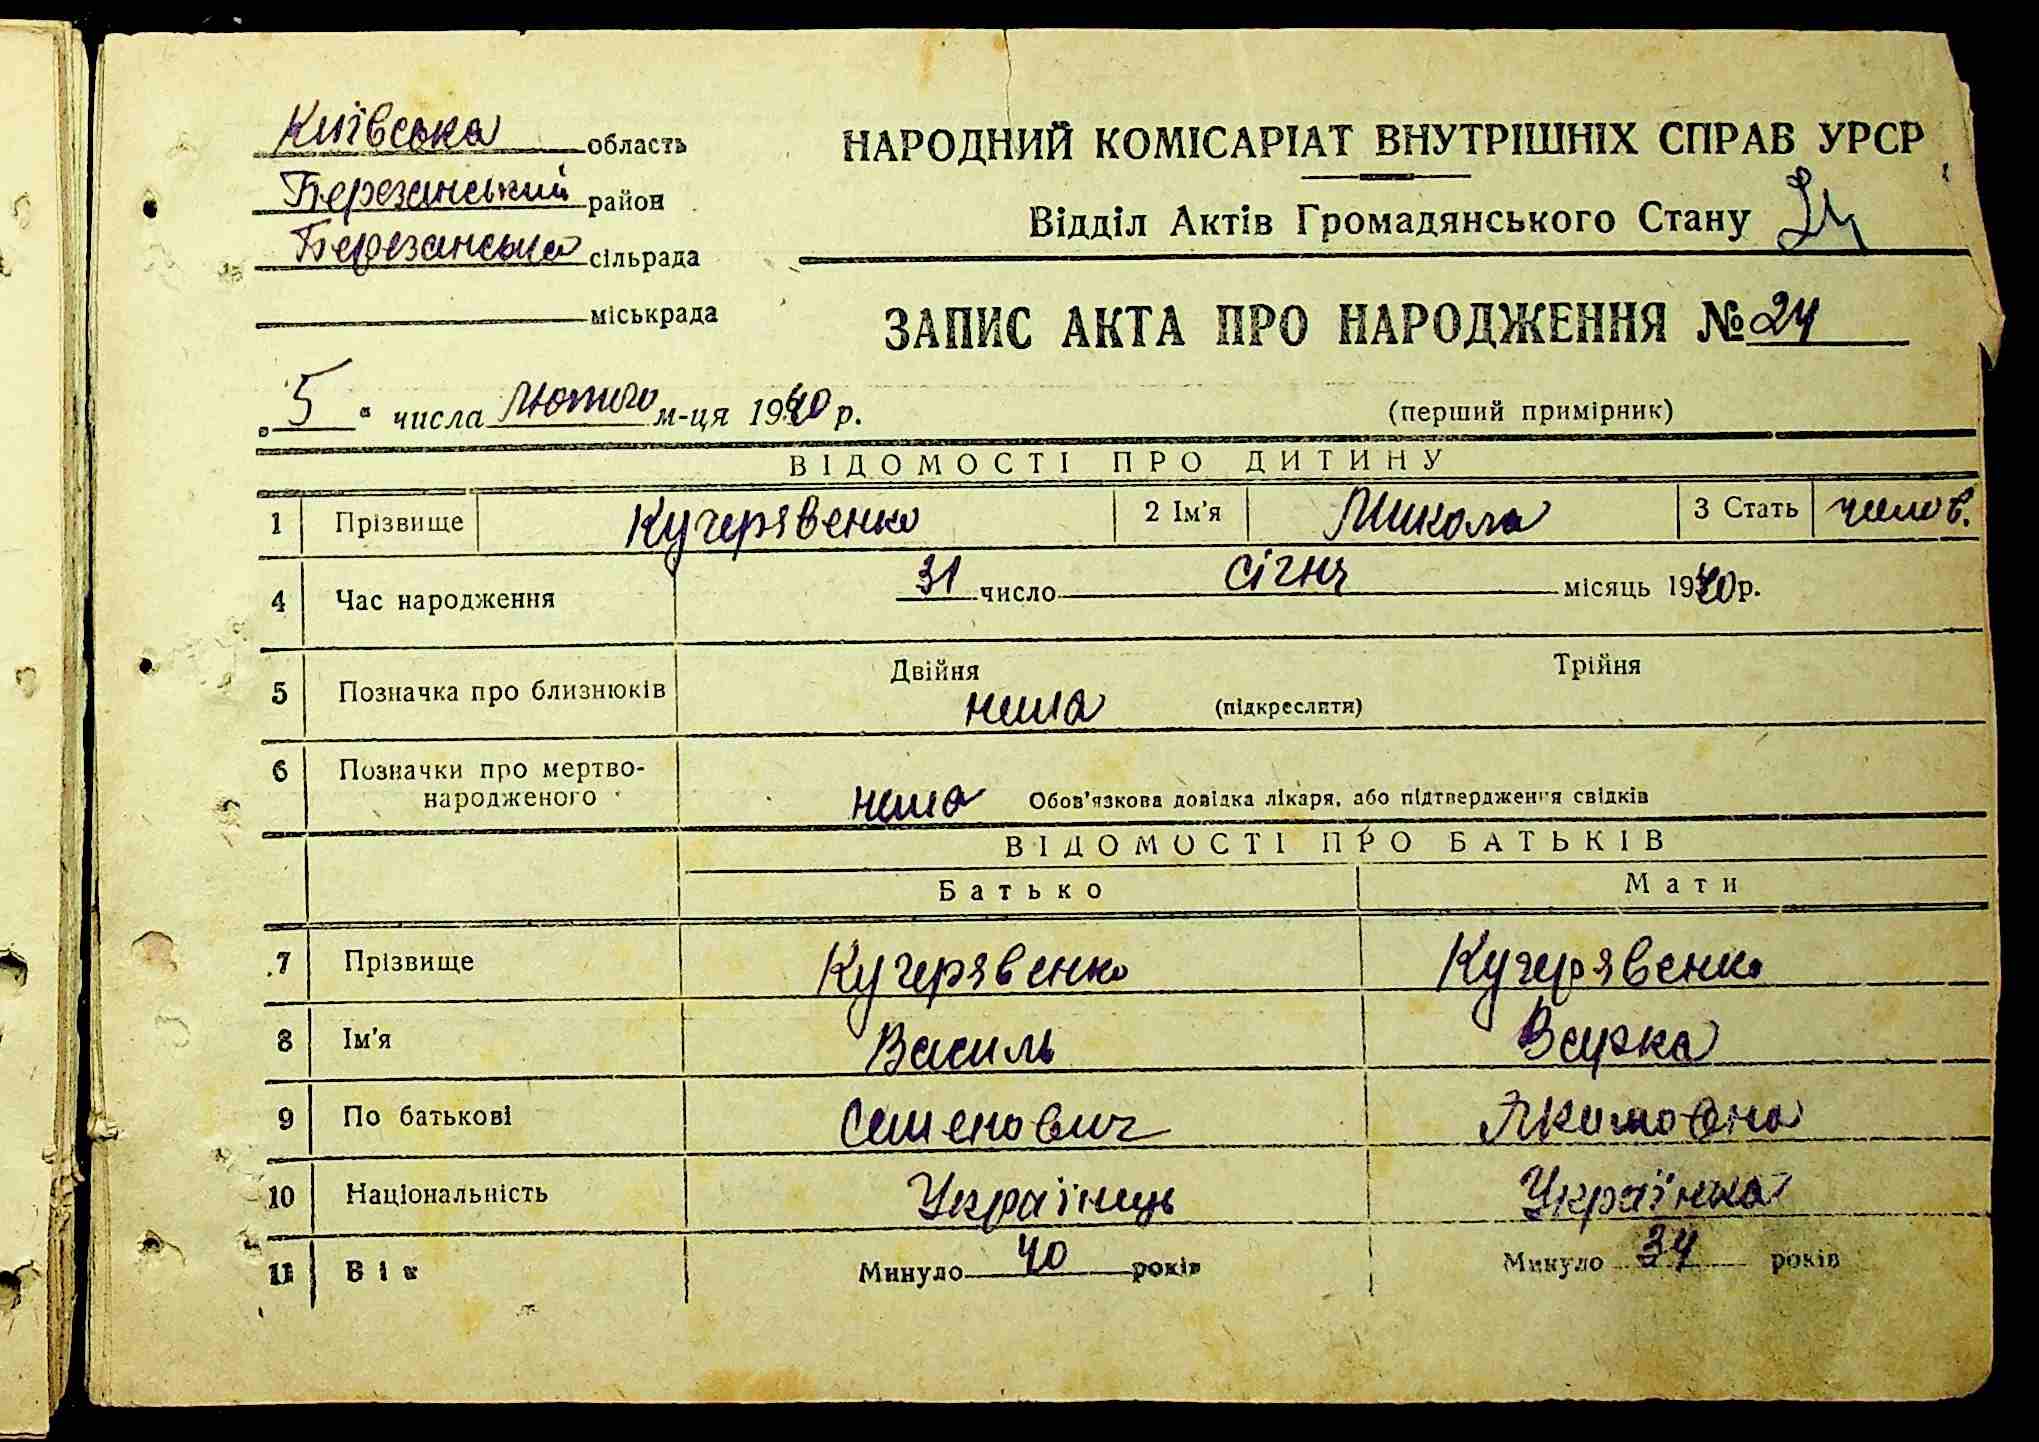 Київська область
Березанський район
Березанська сільрада
міськрада
НАРОДНИЙ КОМІСАРІАТ ВНУТРІШНІХ СПРАВ УРСР
Відділ Актів Громадянського Стану
ЗАПИС АКТА ПРО НАРОДЖЕННЯ № 24
„5“ числа Лютого м-ця 1940 р.
(перший примірник)
ВІДОМОСТІ ПРО ДИТИНУ
1 Прізвище Кучерявенко 2 Ім'я Микола 3 Стать чолов.
4 Час народження 31 число січня місяць 1940 р.
5 Позначка про близнюків Двійня Трійня
нема (підкреслити)
6 Позначки про мертво-
народженого нема Обов'язкова довідка лікаря, або підтвердження свідків
ВІДОМОСТІ ПРО БАТЬКІВ
Батько Мати
7 Прізвище Кучерявенко Кучерявенко
8 Ім'я Василь
9 По батькові Семенович Якимовна
10 Національність Українець Українка
11 Вік Минуло 40 років Минуло 34 років